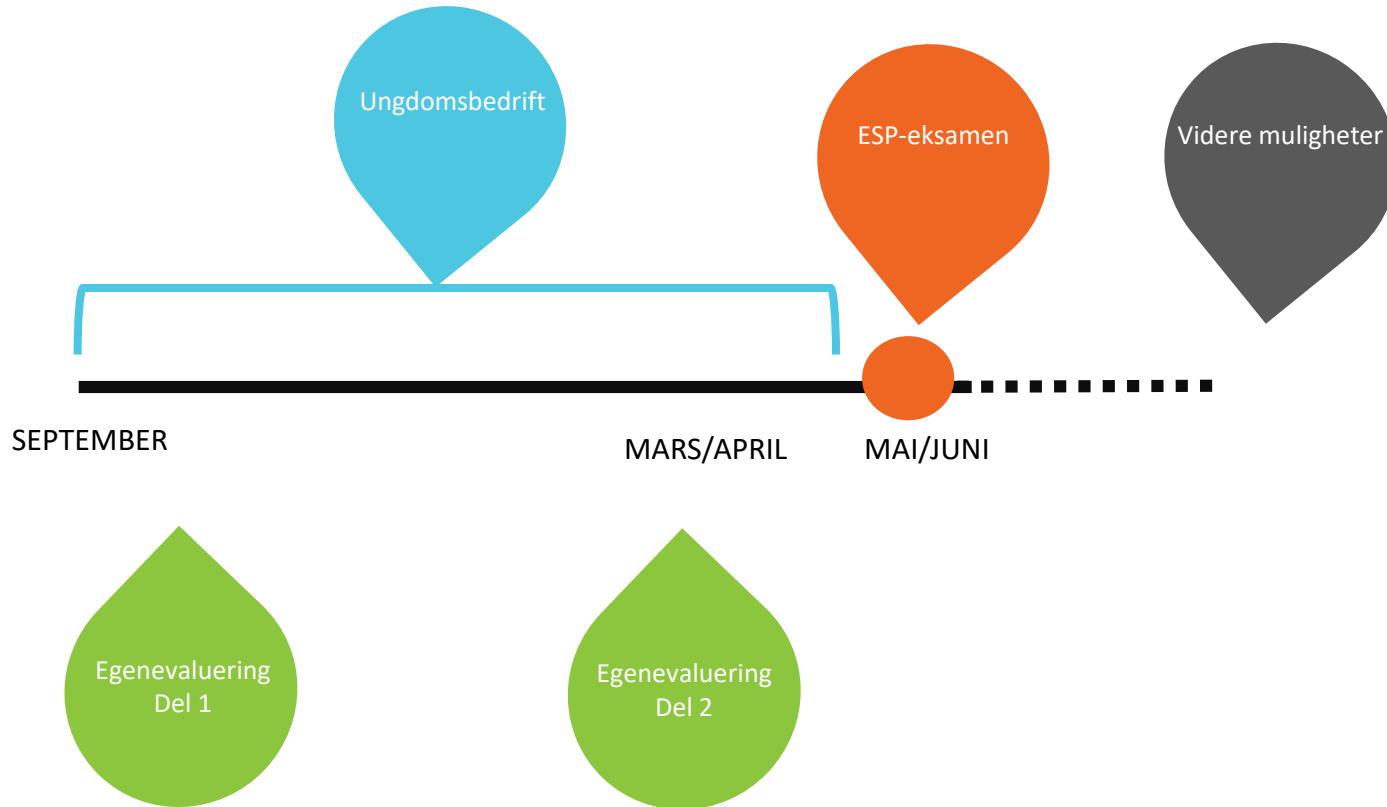 Ungdomsbedrift
ESP-eksamen
Videre muligheter
SEPTEMBER
MARS/APRIL
MAI/JUNI
Egenevaluering
Del 1
Egenevaluering
Del 2